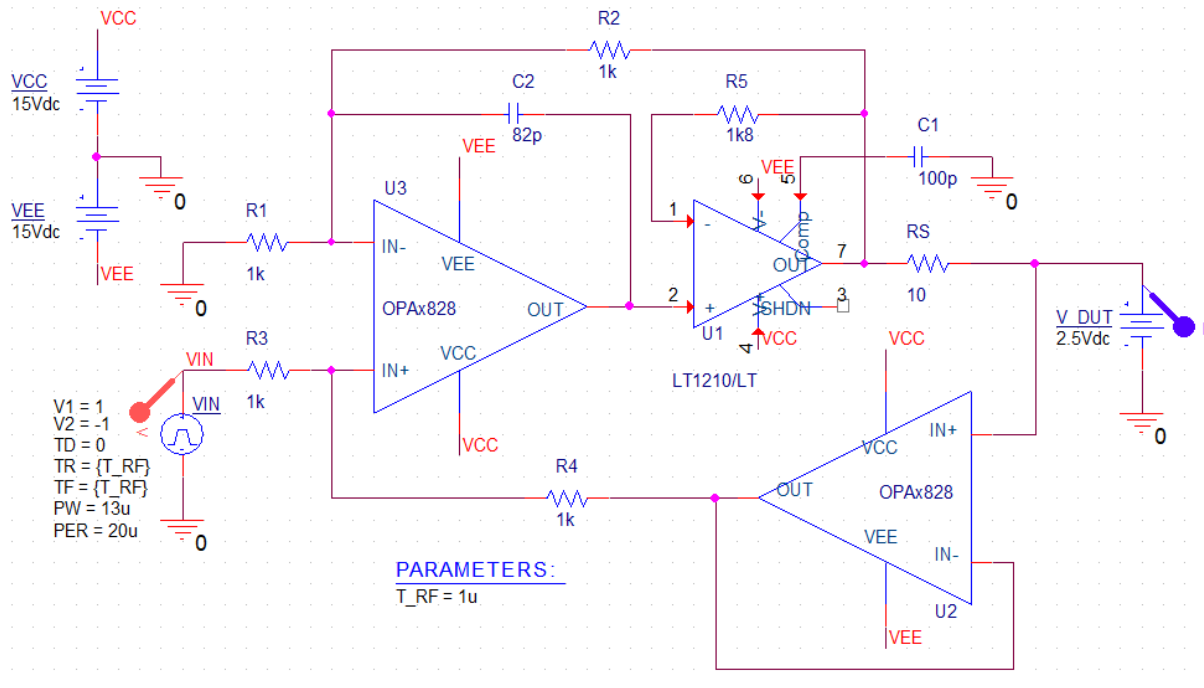 VCC
R2
1k
VCC
15Vdc
C2
82p
R5
1k8
C1
100p
0
VEE
VEE
6
5
0
VEE
15Vdc
VEE
U3
R1
1k
0
IN-
VEE
OPAx828
OUT
VCC
IN+
VCC
1
-
V-
Comp
OUT
7
2
+
V+
SHDN
3
U1
4
VCC
LT1210/LT
RS
10
V_DUT
2.5Vdc
0
R3
1k
VIN
VIN
V1 = 1
V2 = -1
TD = 0
TR = {T_RF}
TF = {T_RF}
PW = 13u
PER = 20u
0
R4
1k
VCC
IN+
VCC
OUT
OPAx828
VEE
IN-
U2
VEE
PARAMETERS:
T_RF = 1u